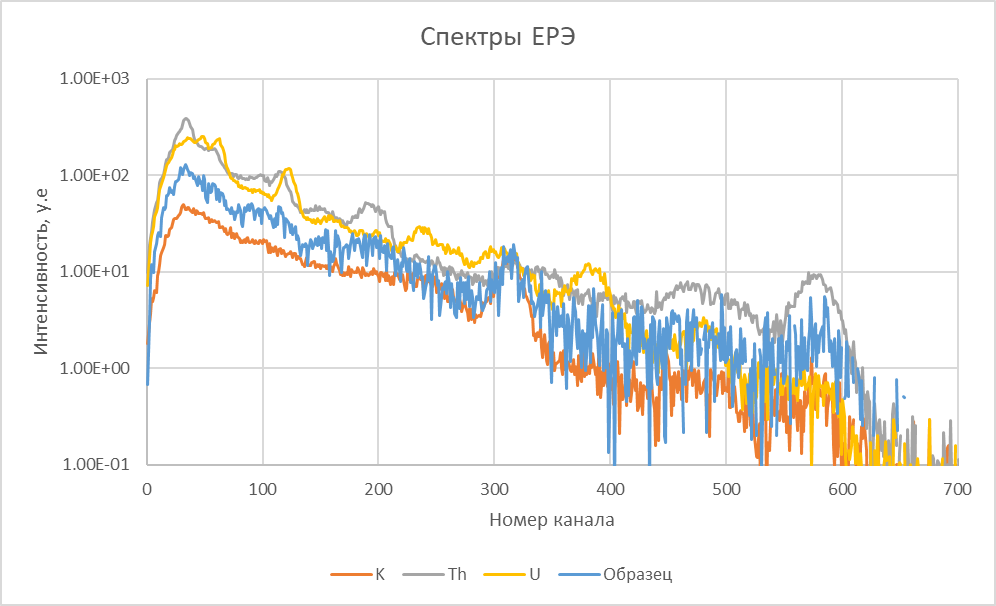 Спектры ЕРЭ
1.00E+03
1.00E+02
1.00E+01
1.00E+00
1.00E-01
Интенсивность, у.е
0 100 200 300 400 500 600 700
Номер канала
K Th U Образец